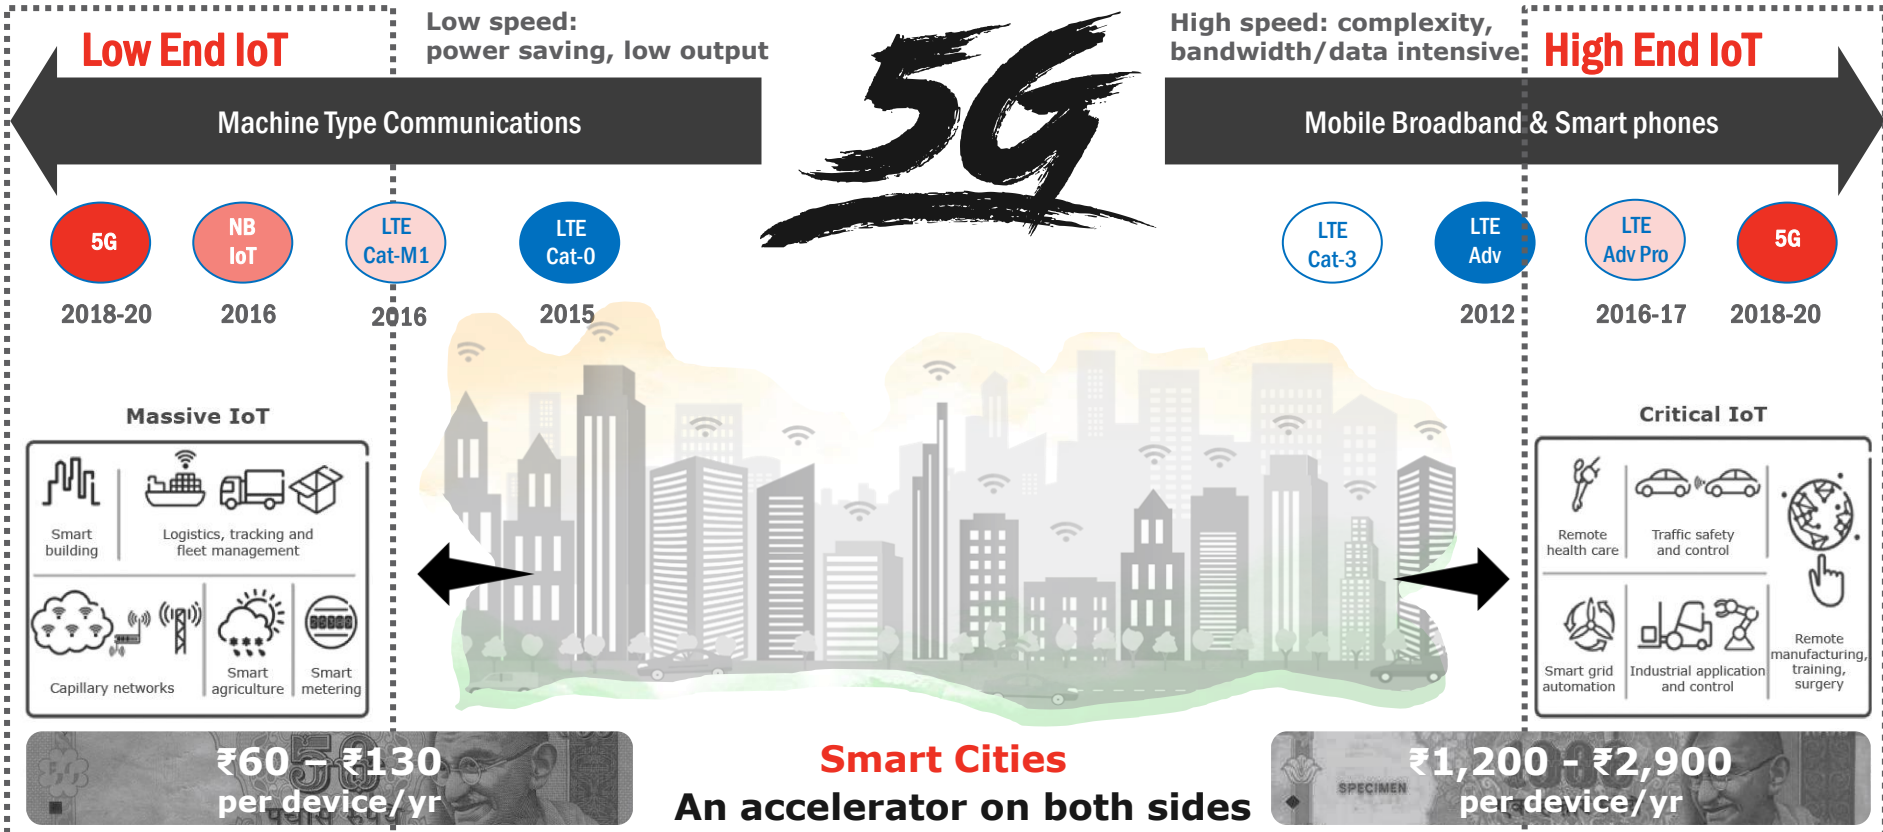 Low End IoT
Low speed:
power saving, low output
5G
High speed: complexity,
bandwidth/data intensive
High End IoT
Machine Type Communications
Mobile Broadband & Smart phones
5G
NB
IoT
LTE
Cat-M1
LTE
Cat-0
LTE
Cat-3
LTE
Adv
LTE
Adv Pro
5G
2018-20
2016
2016
2015
2012
2016-17
2018-20
Massive IoT
Smart
building
Logistics, tracking and
fleet management
Capillary networks
Smart
agriculture
Smart
metering
Critical IoT
Remote
health care
Traffic safety
and control
Smart grid
automation
Industrial application
and control
Remote
manufacturing,
training,
surgery
50
₹60 – ₹130
per device/yr
Smart Cities
An accelerator on both sides
SPECIMEN
₹1,200 - ₹2,900
per device/yr